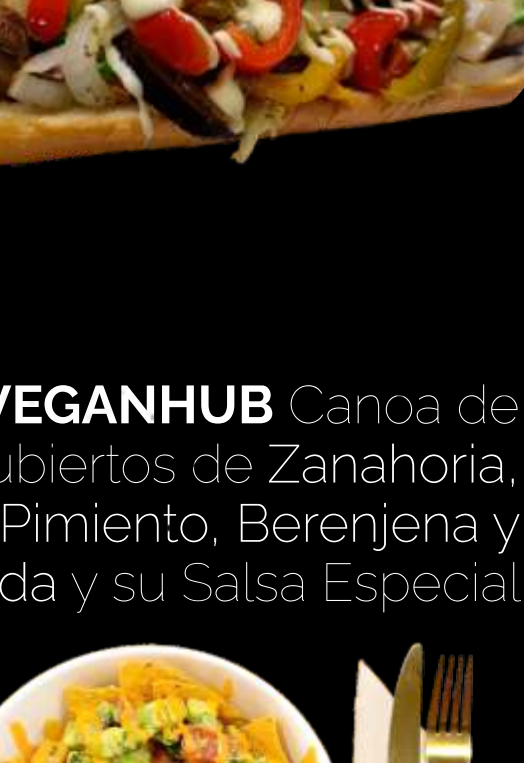 VEGANHUB Canoa de
ubiertos de Zanahoria,
Pimiento, Berenjena y
da y su Salsa Especial